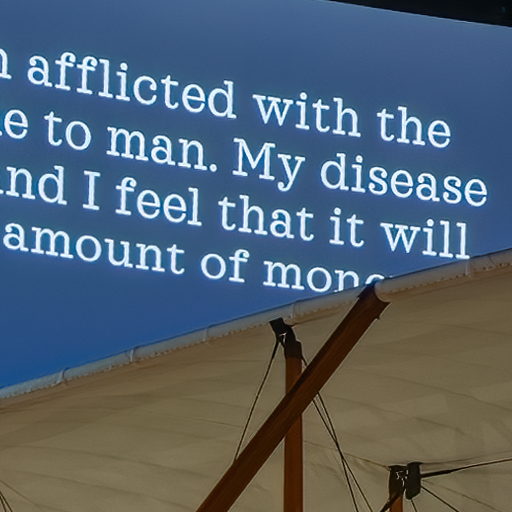 afflicted with the
to man. My disease
I feel that it will
amount of